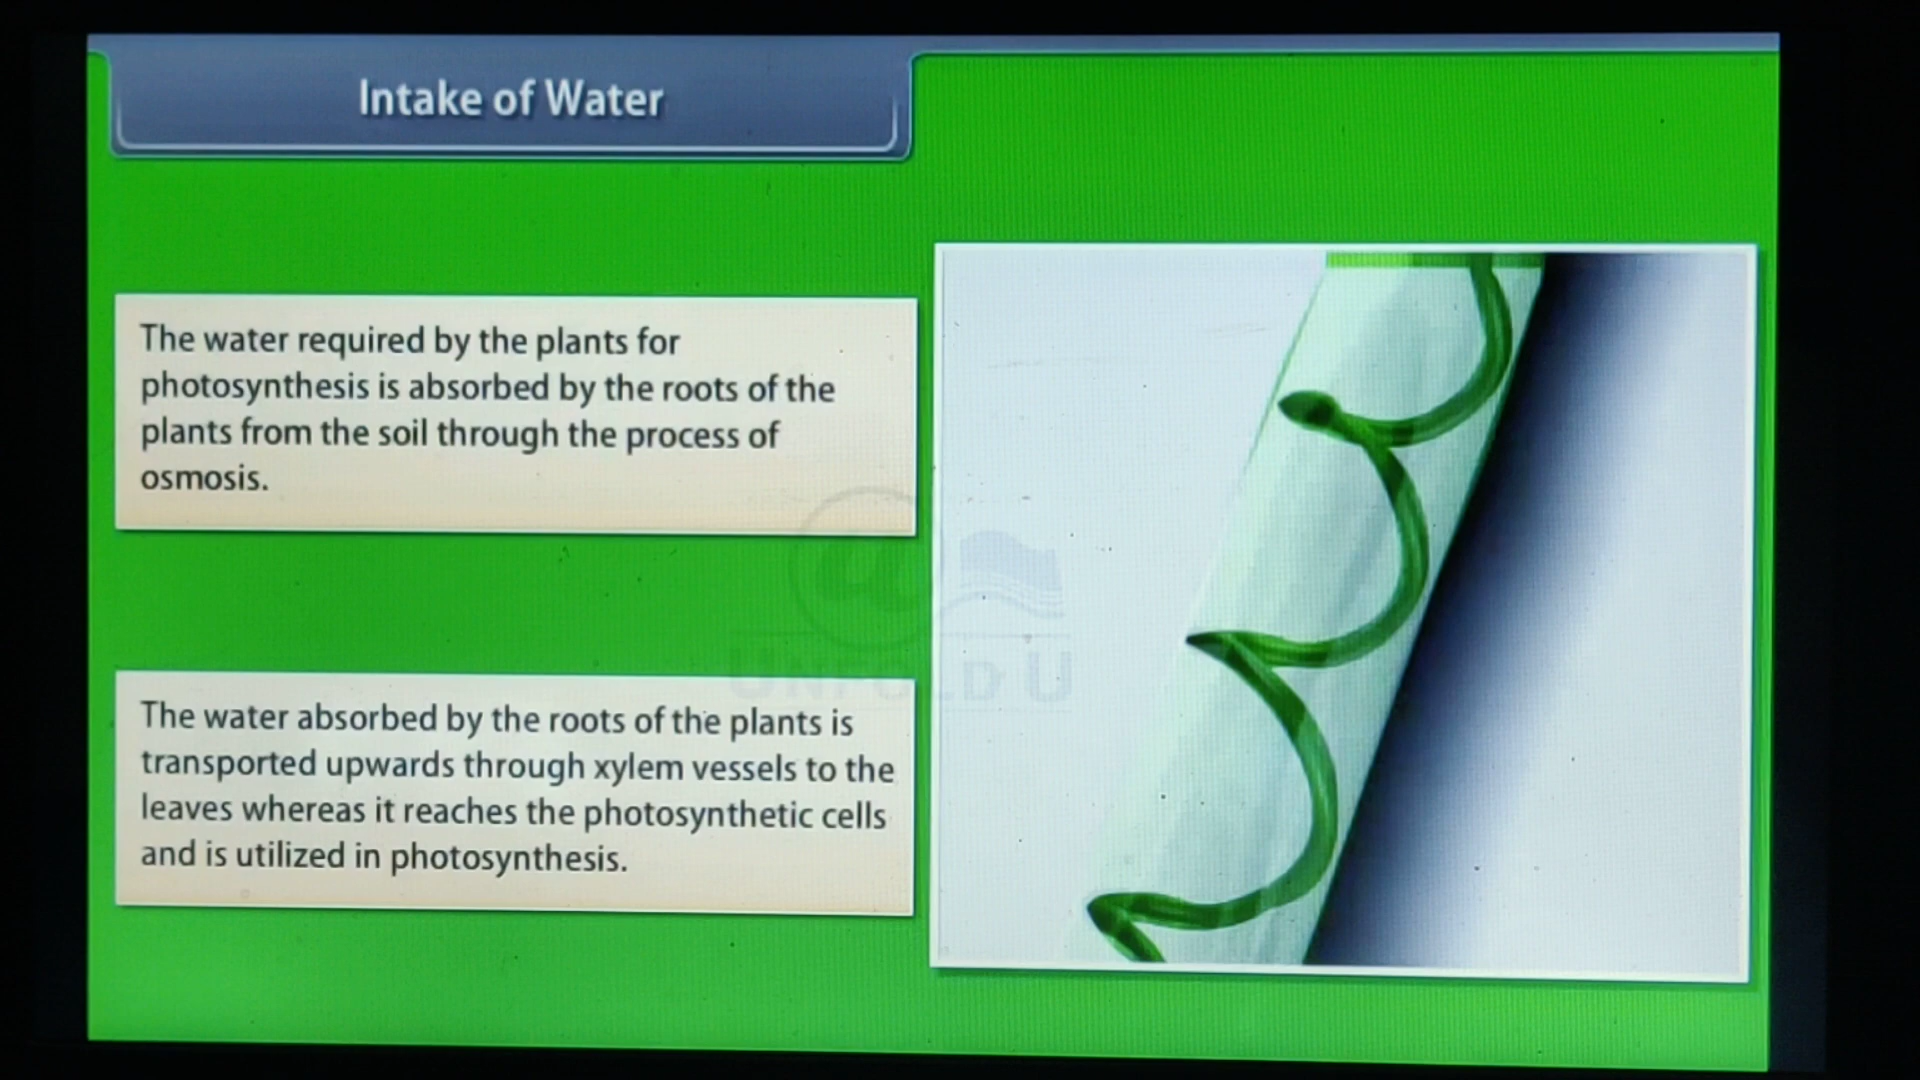 Intake of Water
The water required by the plants for
photosynthesis is absorbed by the roots of the
plants from the soil through the process of
osmosis.
UNFOLD U
The water absorbed by the roots of the plants is
transported upwards through xylem vessels to the
leaves whereas it reaches the photosynthetic cells
and is utilized in photosynthesis.